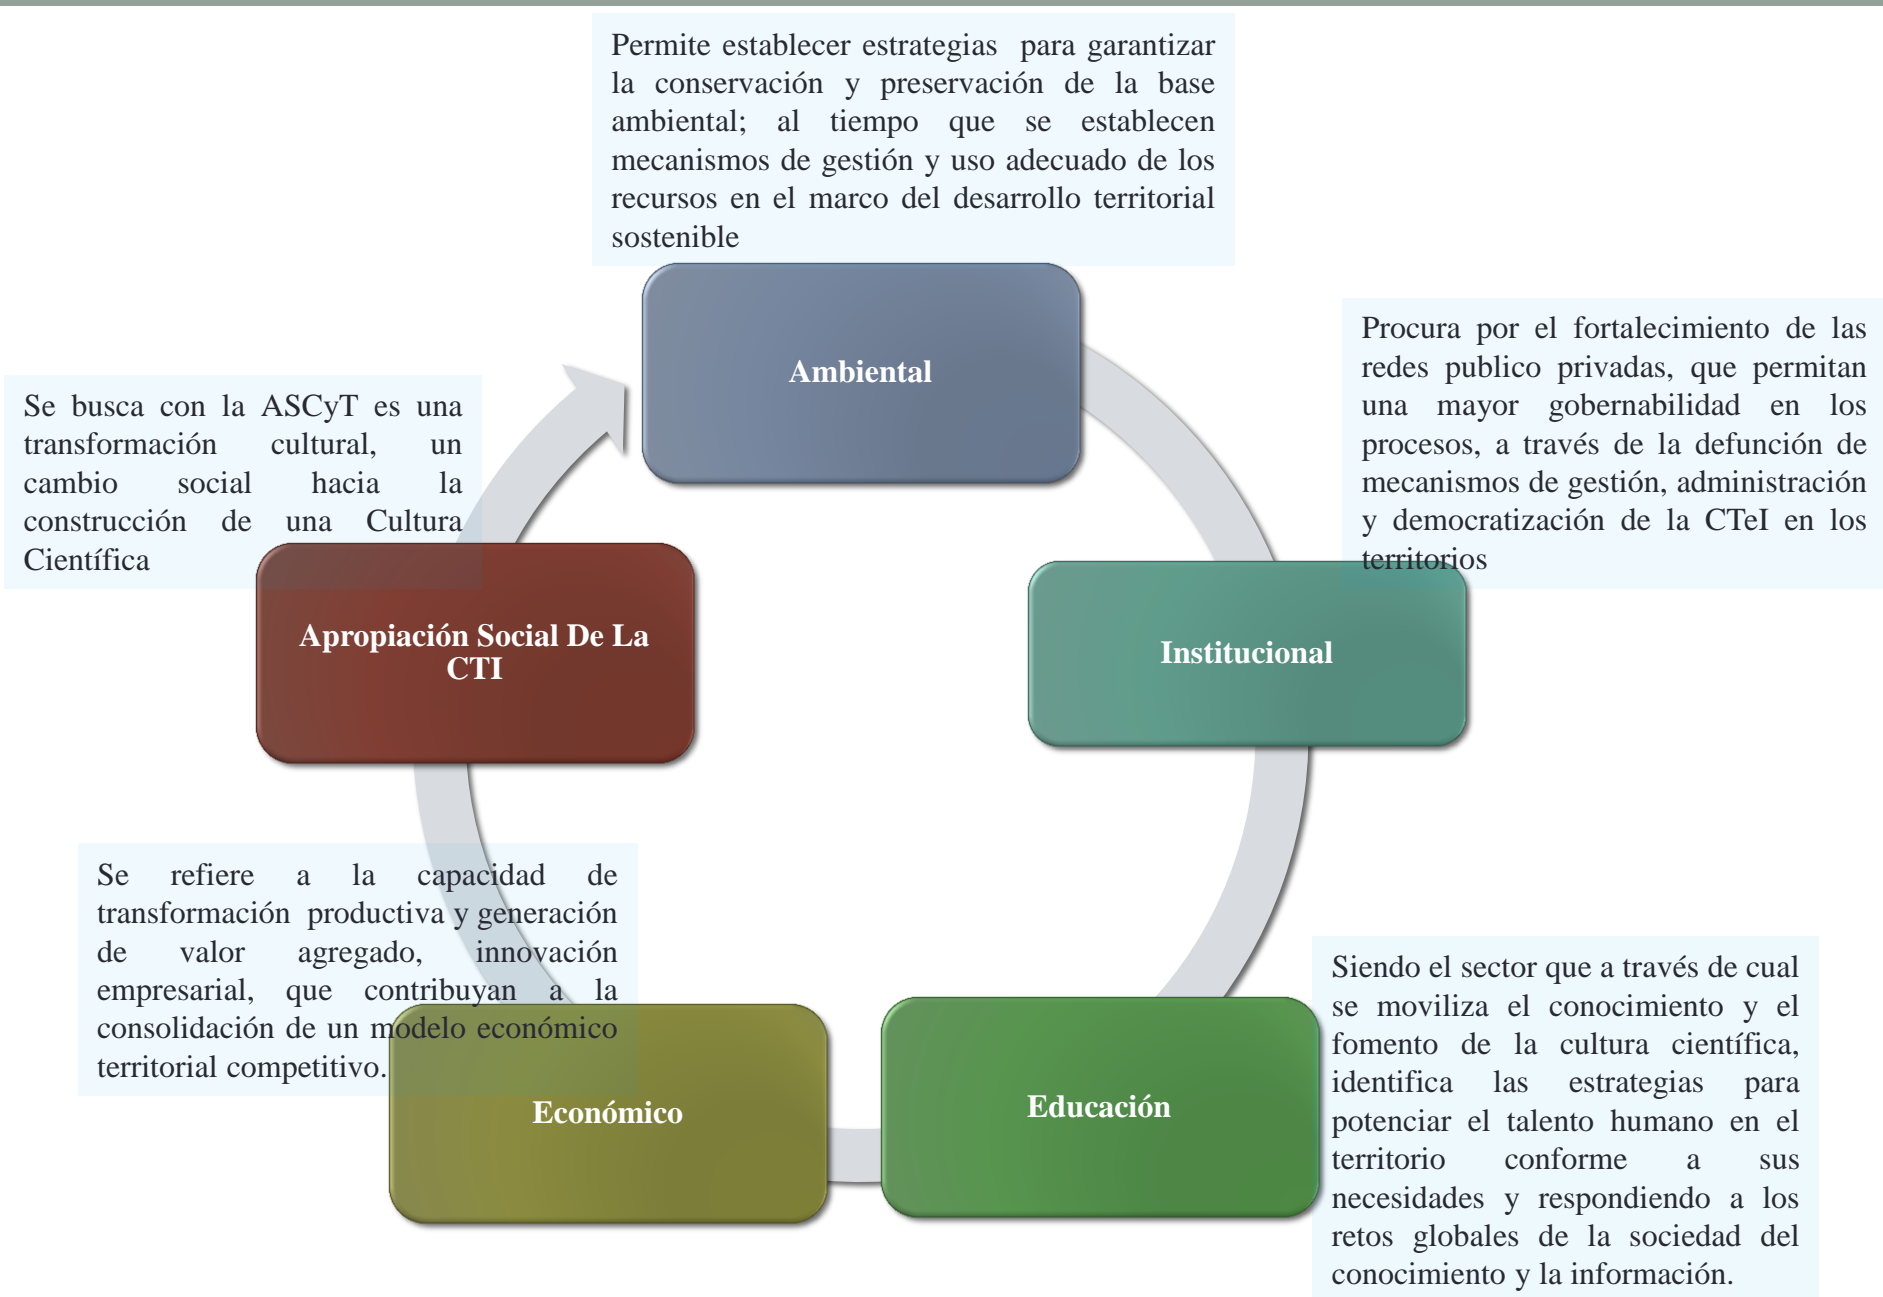 Permite establecer estrategias para garantizar
la conservación y preservación de la base
ambiental; al tiempo que se establecen
mecanismos de gestión y uso adecuado de los
recursos en el marco del desarrollo territorial
sostenible
Ambiental
Procura por el fortalecimiento de las
redes publico privadas, que permitan
una mayor gobernabilidad en los
procesos, a través de la defunción de
mecanismos de gestión, administración
y democratización de la CTeI en los
territorios
Institucional
Siendo el sector que a través de cual
se moviliza el conocimiento y el
fomento de la cultura científica,
identifica las estrategias para
potenciar el talento humano en el
territorio conforme a sus
necesidades y respondiendo a los
retos globales de la sociedad del
conocimiento y la información.
Educación
Se refiere a la capacidad de
transformación productiva y generación
de valor agregado, innovación
empresarial, que contribuyan a la
consolidación de un modelo económico
territorial competitivo.
Económico
Se busca con la ASCyT es una
transformación cultural, un
cambio social hacia la
construcción de una Cultura
Científica
Apropiación Social De La
CTI